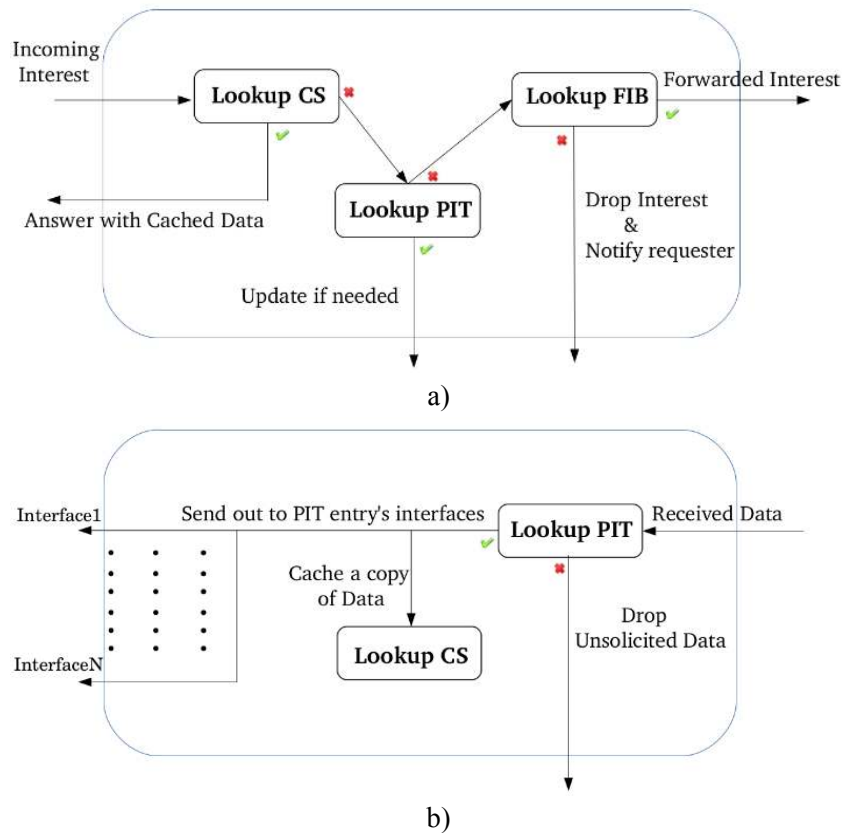 Incoming
Interest
Lookup CS
Lookup FIB
Forwarded Interest
Answer with Cached Data
Lookup PIT
Drop Interest
&
Notify requester
Update if needed
a)
Interface1
Send out to PIT entry's interfaces
Lookup PIT
Received Data
Cache a copy
of Data
Lookup CS
Drop
Unsolicited Data
InterfaceN
b)